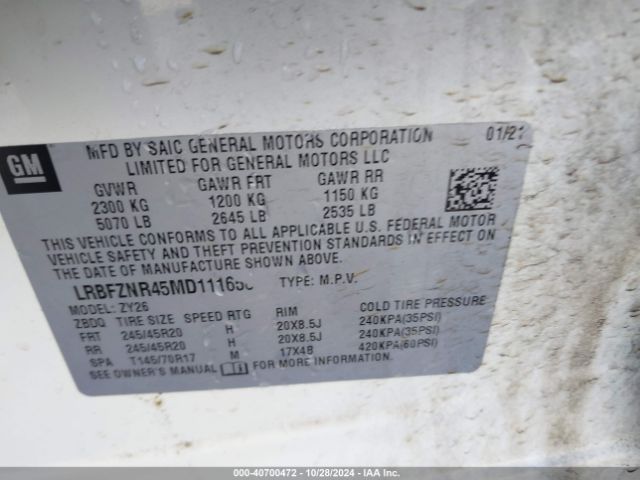 GM
MFD BY SAIC GENERAL MOTORS CORPORATION 01/21
LIMITED FOR GENERAL MOTORS LLC
GVWR GAWR FRT GAWR RR
2300 KG 1200 KG 1150 KG
5070 LB 2645 LB 2535 LB
THIS VEHICLE CONFORMS TO ALL APPLICABLE U.S. FEDERAL MOTOR
VEHICLE SAFETY AND THEFT PREVENTION STANDARDS IN EFFECT ON
THE DATE OF MANUFACTURE SHOWN ABOVE.
TYPE: M.P.V.
MODEL: ZY26
ZBDQ TIRE SIZE SPEED RTG RIM COLD TIRE PRESSURE
FRT 245/45R20 H 20X8.5J 240KPA(35PSI)
RR 245/45R20 H 20X8.5J 240KPA(35PSI)
SPA T145/70R17 M 17X4B 420KPA(60PSI)
SEE OWNER'S MANUAL FOR MORE INFORMATION.
000-40700472 - 10/28/2024 - IAA Holdings, LLC.